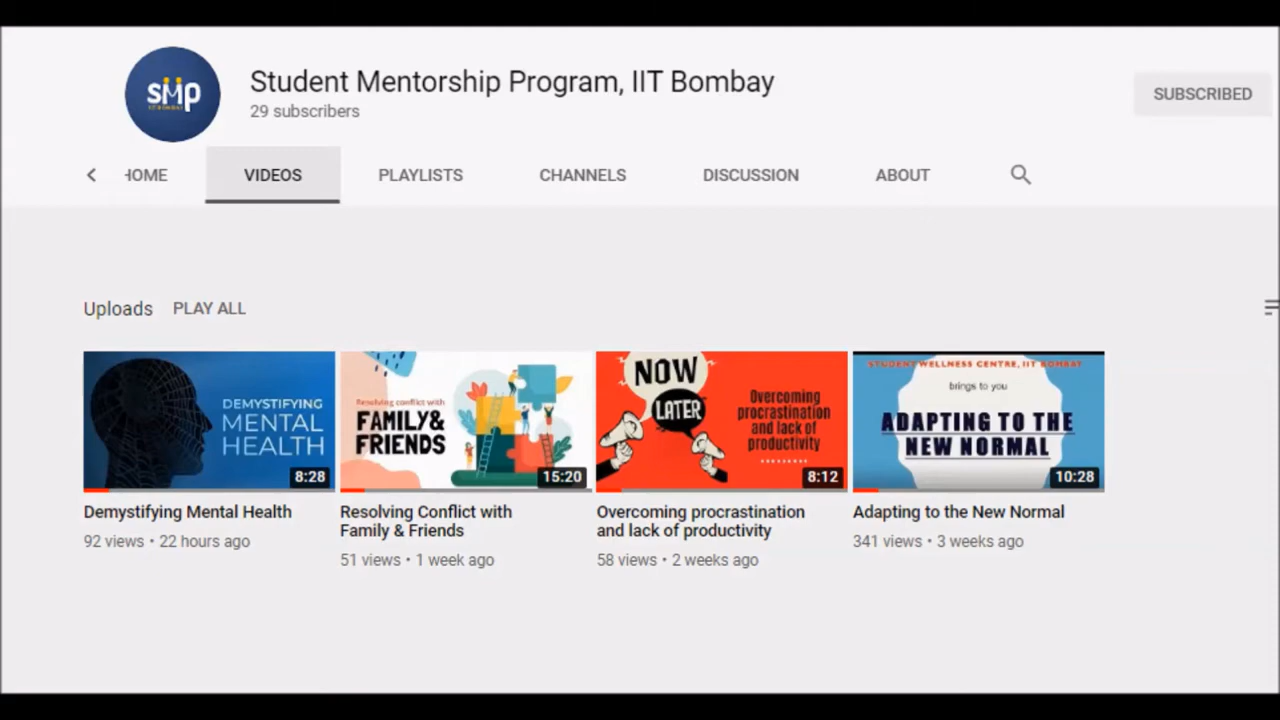 smp
IIT BOMBAY
Student Mentorship Program, IIT Bombay
29 subscribers
SUBSCRIBED
HOME
VIDEOS
PLAYLISTS
CHANNELS
DISCUSSION
ABOUT
Uploads
PLAY ALL
DEMYSTIFYING
MENTAL
HEALTH
8:28
Demystifying Mental Health
92 views • 22 hours ago
Resolving conflict with
FAMILY&
FRIENDS
15:20
Resolving Conflict with
Family & Friends
51 views • 1 week ago
NOW
LATER
Overcoming
procrastination
and lack of
productivity
8:12
Overcoming procrastination
and lack of productivity
58 views • 2 weeks ago
STUDENT WELLNESS CENTRE, IIT BOMBAY
brings to you
ADAPTING TO THE
NEW NORMAL
10:28
Adapting to the New Normal
341 views • 3 weeks ago